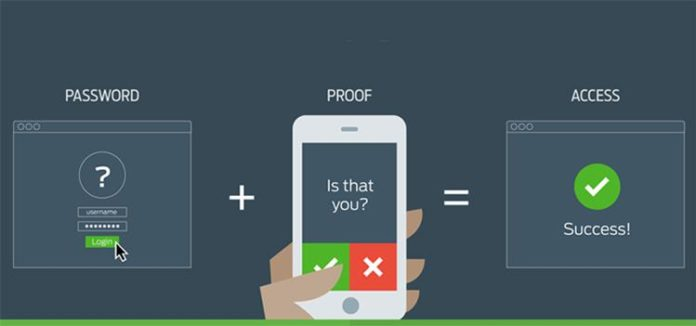 PASSWORD
PROOF
ACCESS
?
username
********
Login
+
Is that
you?
=
Success!